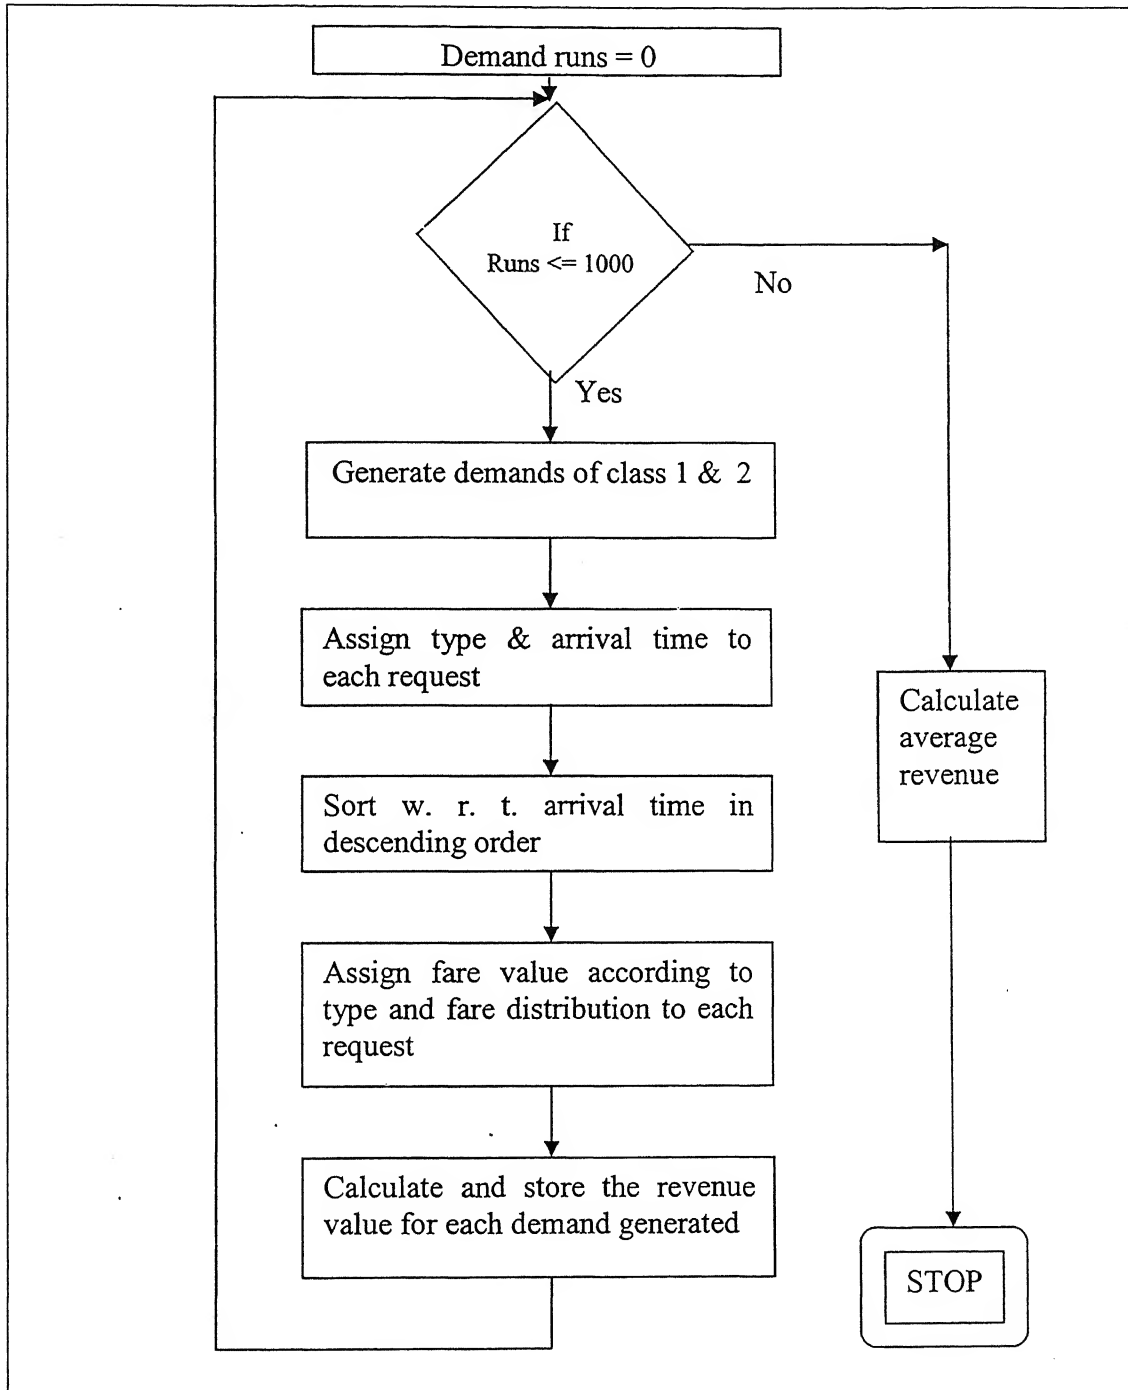 Demand runs = 0
If
Runs <= 1000
No
Yes
Generate demands of class 1 & 2
Assign type & arrival time to
each request
Sort w. r. t. arrival time in
descending order
Assign fare value according to
type and fare distribution to each
request
Calculate and store the revenue
value for each demand generated
Calculate
average
revenue
STOP